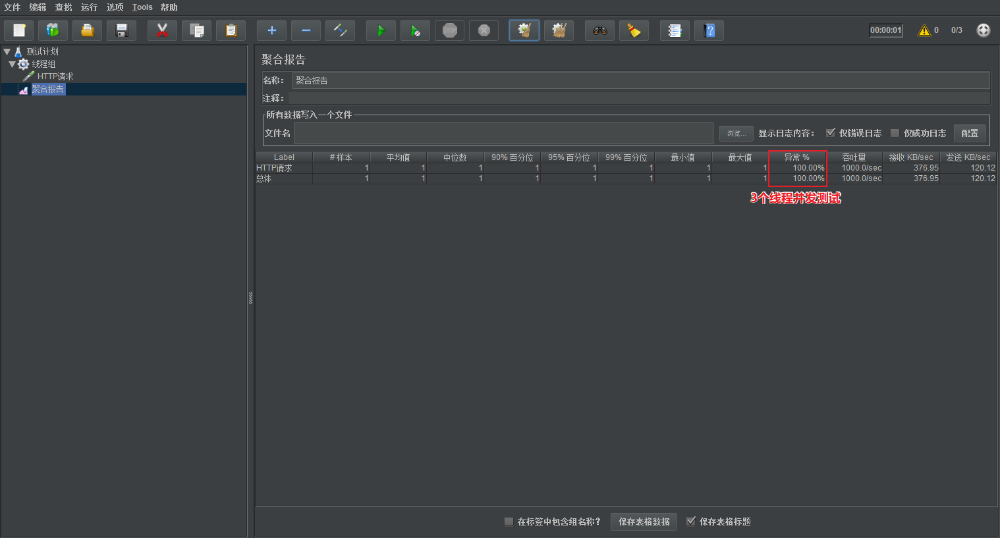 文件 编辑 查找 运行 选项 Tools 帮助
STOP
00:00:01 0 0/3
测试计划
线程组
HTTP请求
聚合报告
聚合报告
名称： 聚合报告
注释：
所有数据写入一个文件
文件名 浏览... 显示日志内容： 仅错误日志 仅成功日志 配置
Label # 样本 平均值 中位数 90% 百分位 95% 百分位 99% 百分位 最小值 最大值 异常 % 吞吐量 接收 KB/sec 发送 KB/sec
HTTP请求 1 1 1 1 1 1 1 1 100.00% 1000.0/sec 376.95 120.12
总体 1 1 1 1 1 1 1 1 100.00% 1000.0/sec 376.95 120.12
3个线程并发测试
在标签中包含组名称？ 保存表格数据 保存表格标题